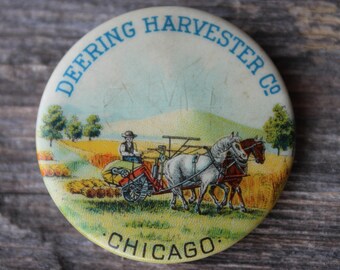 DEERING HARVESTER Co
·CHICAGO·